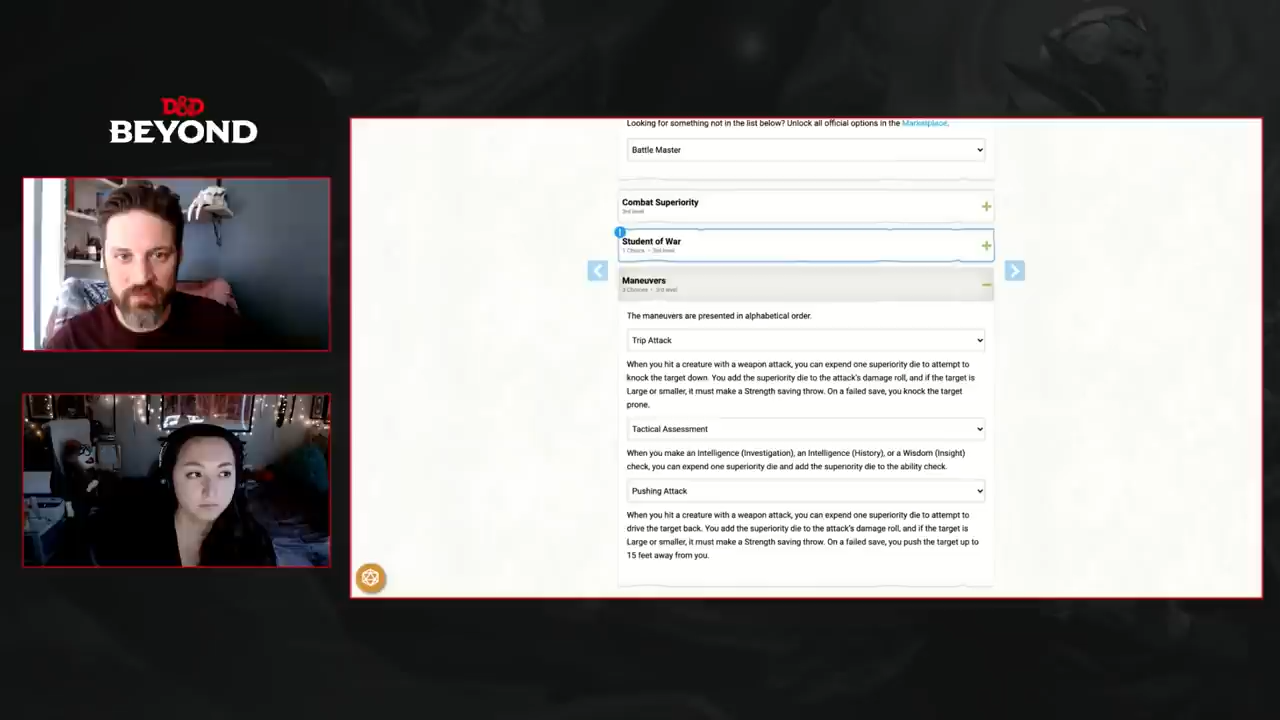 D&D
BEYOND
Looking for something not in the list below? Unlock all official options in the Marketplace.
Battle Master
Combat Superiority
3rd level
Student of War
1 Choice • 3rd level
Maneuvers
3 Choices • 3rd level
The maneuvers are presented in alphabetical order.
Trip Attack
When you hit a creature with a weapon attack, you can expend one superiority die to attempt to
knock the target down. You add the superiority die to the attack's damage roll, and if the target is
Large or smaller, it must make a Strength saving throw. On a failed save, you knock the target
prone.
Tactical Assessment
When you make an Intelligence (Investigation), an Intelligence (History), or a Wisdom (Insight)
check, you can expend one superiority die and add the superiority die to the ability check.
Pushing Attack
When you hit a creature with a weapon attack, you can expend one superiority die to attempt to
drive the target back. You add the superiority die to the attack's damage roll, and if the target is
Large or smaller, it must make a Strength saving throw. On a failed save, you push the target up to
15 feet away from you.